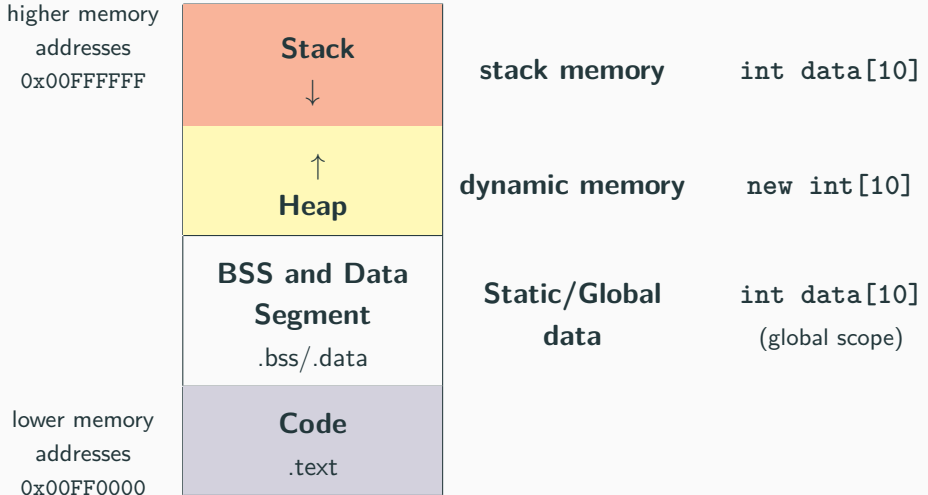 higher memory
addresses
0x00FFFFFF
Stack
↓
stack memory
int data[10]
↑
Heap
dynamic memory
new int[10]
BSS and Data
Segment
.bss/.data
Static/Global
data
int data[10]
(global scope)
lower memory
addresses
0x00FF0000
Code
.text